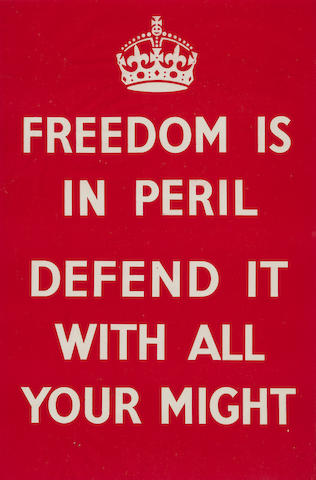 FREEDOM IS
IN PERIL
DEFEND IT
WITH ALL
YOUR MIGHT